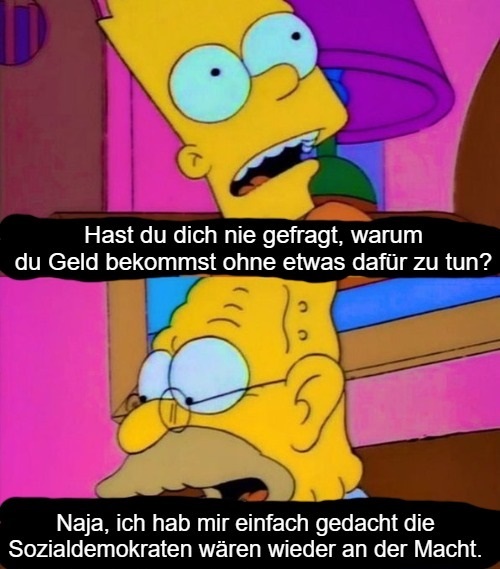 Hast du dich nie gefragt, warum
du Geld bekommst ohne etwas dafür zu tun?
Naja, ich hab mir einfach gedacht die
Sozialdemokraten wären wieder an der Macht.